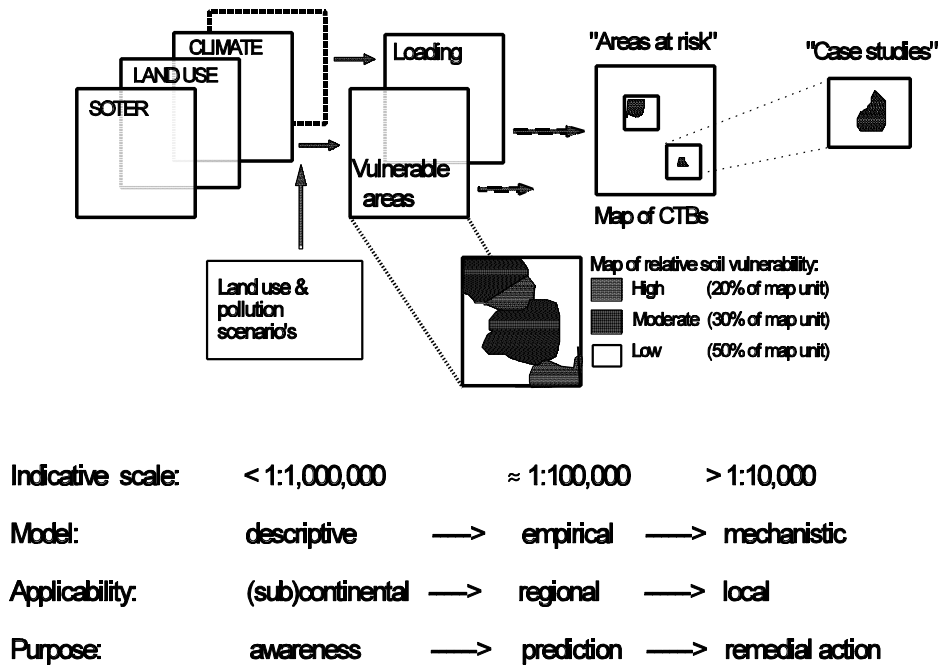 CLIMATE
LAND USE
SOTER
Loading
Vulnerable
areas
Land use &
pollution
scenario's
"Areas at risk"
Map of CTBs
"Case studies"
Map of relative soil vulnerability:
High (20% of map unit)
Moderate (30% of map unit)
Low (50% of map unit)
Indicative scale: < 1:1,000,000 ≈ 1:100,000 > 1:10,000
Model: descriptive —> empirical —> mechanistic
Applicability: (sub)continental —> regional —> local
Purpose: awareness —> prediction —> remedial action